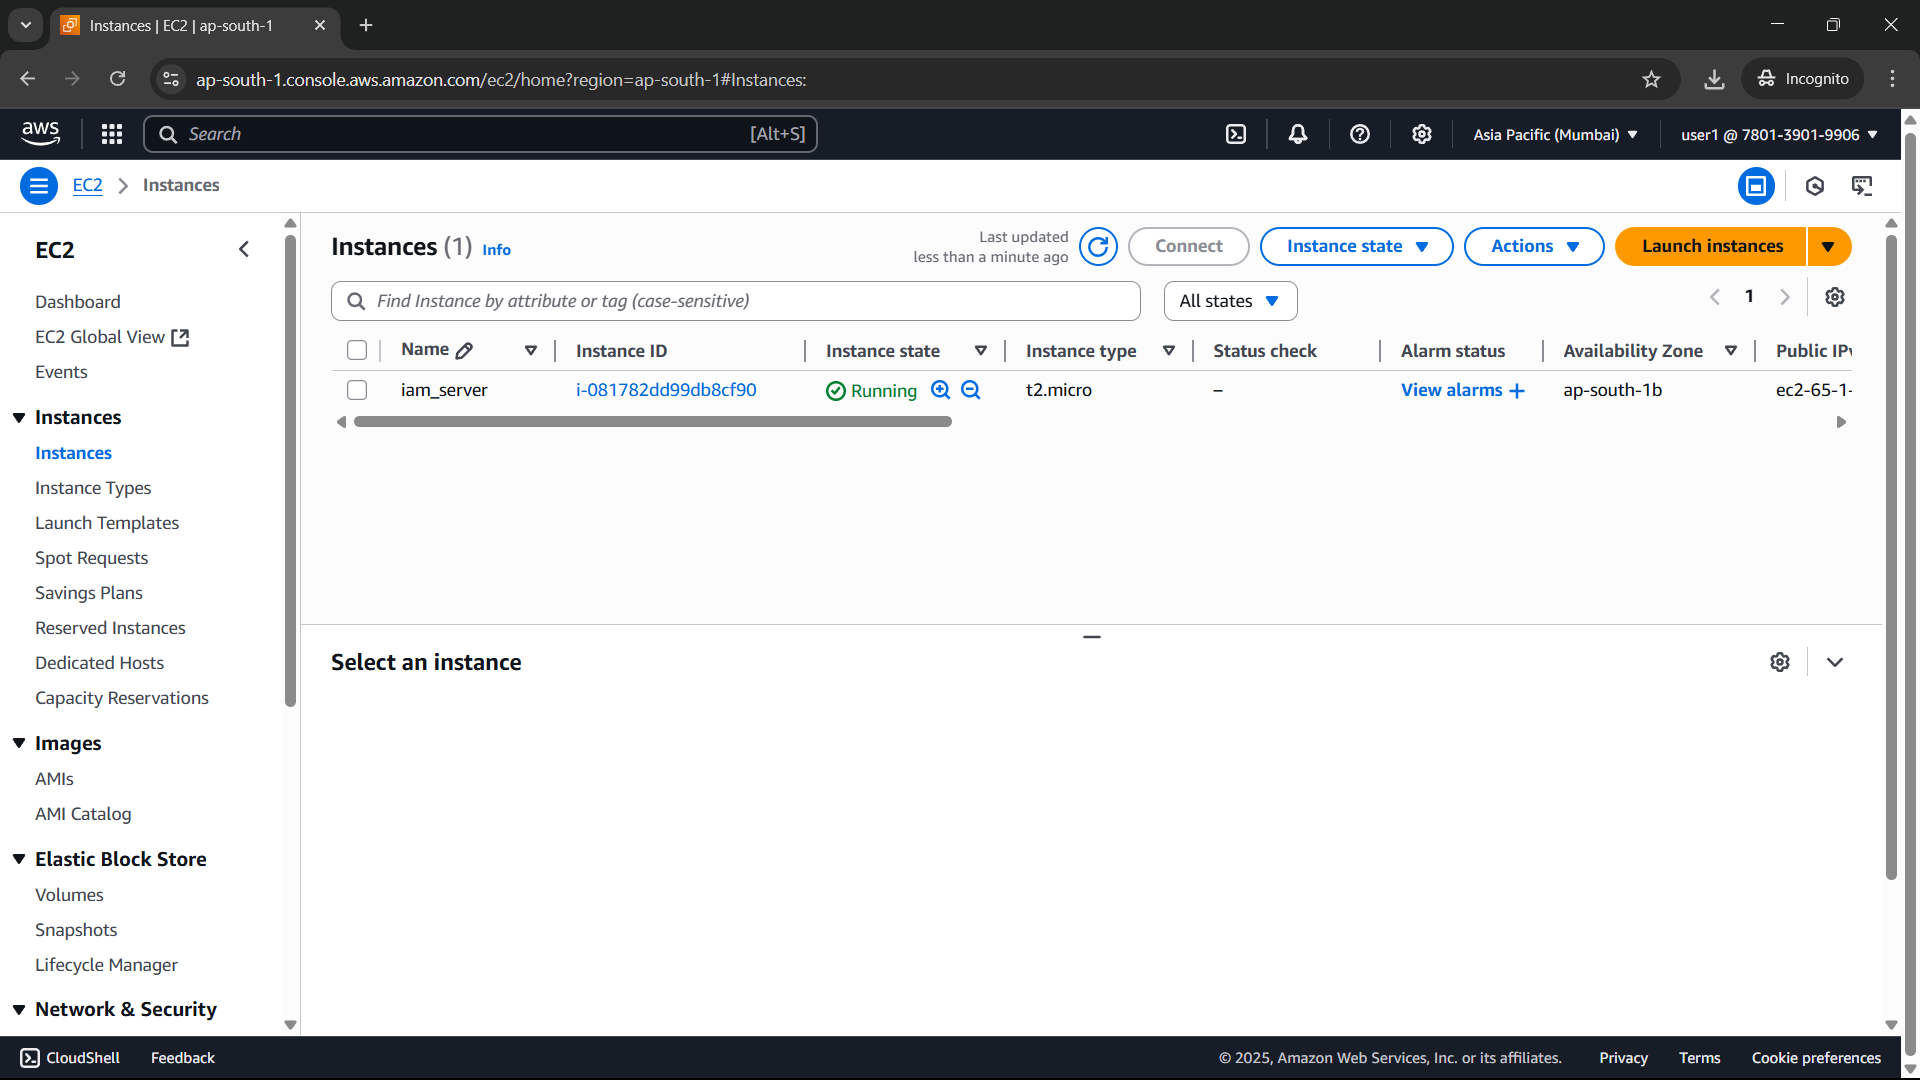 Instances | EC2 | ap-south-1
ap-south-1.console.aws.amazon.com/ec2/home?region=ap-south-1#Instances:
Incognito
aws
Search
[Alt+S]
Asia Pacific (Mumbai)
user1 @ 7801-3901-9906
EC2
Instances
EC2
Dashboard
EC2 Global View
Events
Instances
Instances
Instance Types
Launch Templates
Spot Requests
Savings Plans
Reserved Instances
Dedicated Hosts
Capacity Reservations
Images
AMIs
AMI Catalog
Elastic Block Store
Volumes
Snapshots
Lifecycle Manager
Network & Security
Instances (1) Info
Last updated
less than a minute ago
Connect
Instance state
Actions
Launch instances
Find Instance by attribute or tag (case-sensitive)
All states
1
Name Instance ID Instance state Instance type Status check Alarm status Availability Zone Public IPv
iam_server i-081782dd99db8cf90 Running t2.micro – View alarms + ap-south-1b ec2-65-1-
Select an instance
CloudShell
Feedback
© 2025, Amazon Web Services, Inc. or its affiliates.
Privacy
Terms
Cookie preferences